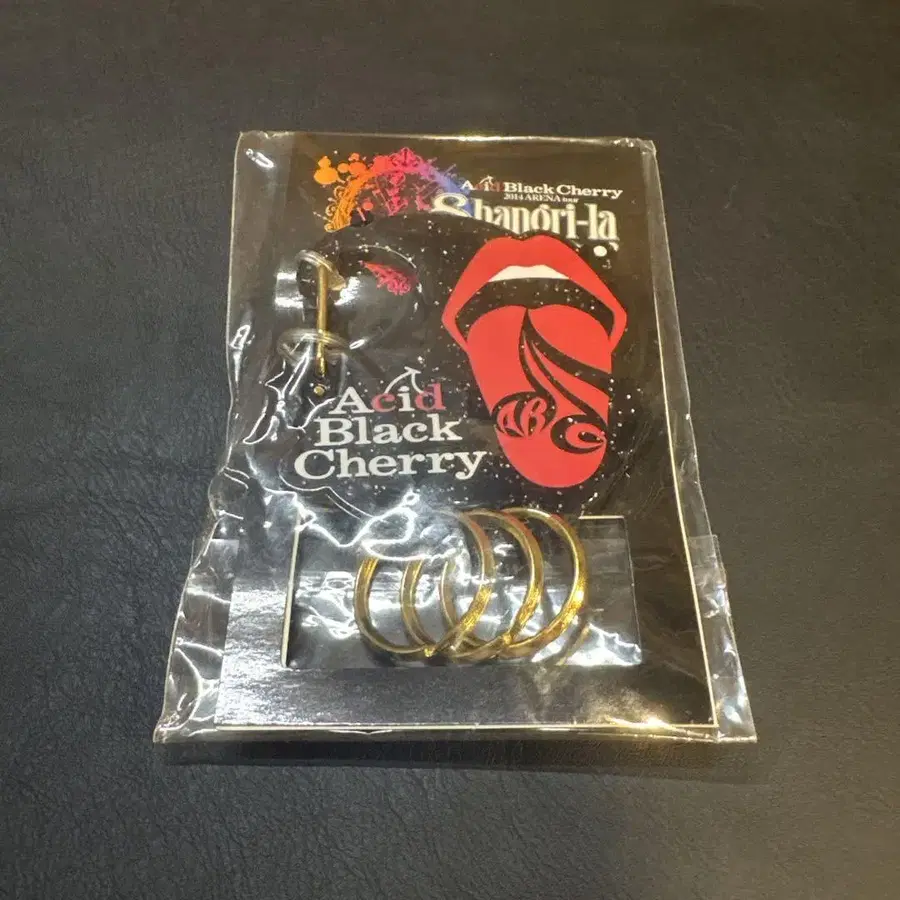 Acid Black Cherry
2014 ARENA tour
Shangri-la
Acid
Black
Cherry
ABC